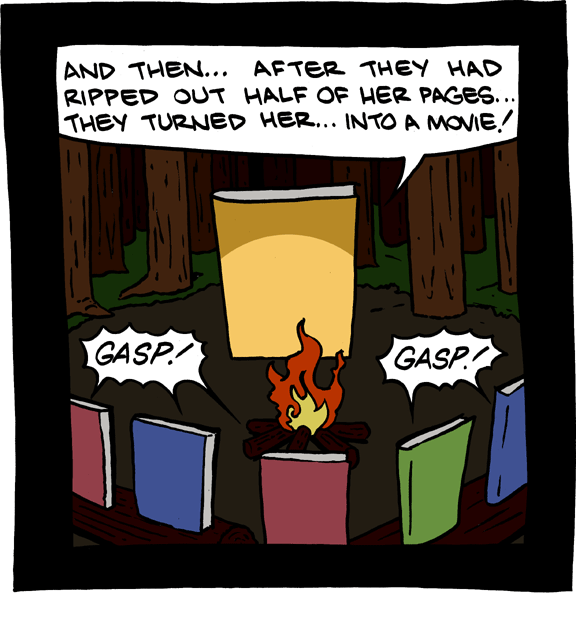 AND THEN... AFTER THEY HAD
RIPPED OUT HALF OF HER PAGES...
THEY TURNED HER... INTO A MOVIE!
GASP!
GASP!